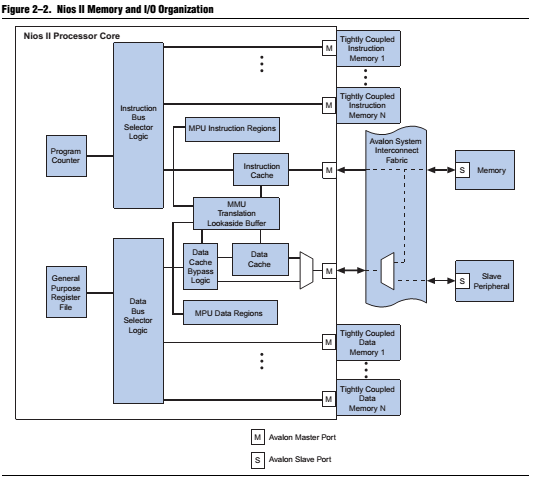 Figure 2–2. Nios II Memory and I/O Organization
Nios II Processor Core
Tightly Coupled
Instruction
Memory 1
M
Tightly Coupled
Instruction
Memory N
M
Instruction
Bus
Selector
Logic
MPU Instruction Regions
Program
Counter
Instruction
Cache
M
Avalon System
Interconnect
Fabric
S
Memory
MMU
Translation
Lookaside Buffer
General
Purpose
Register
File
Data
Bus
Selector
Logic
Data
Cache
Bypass
Logic
Data
Cache
M
S
Slave
Peripheral
MPU Data Regions
M
Tightly Coupled
Data
Memory 1
M
Tightly Coupled
Data
Memory N
M
Avalon Master Port
S
Avalon Slave Port